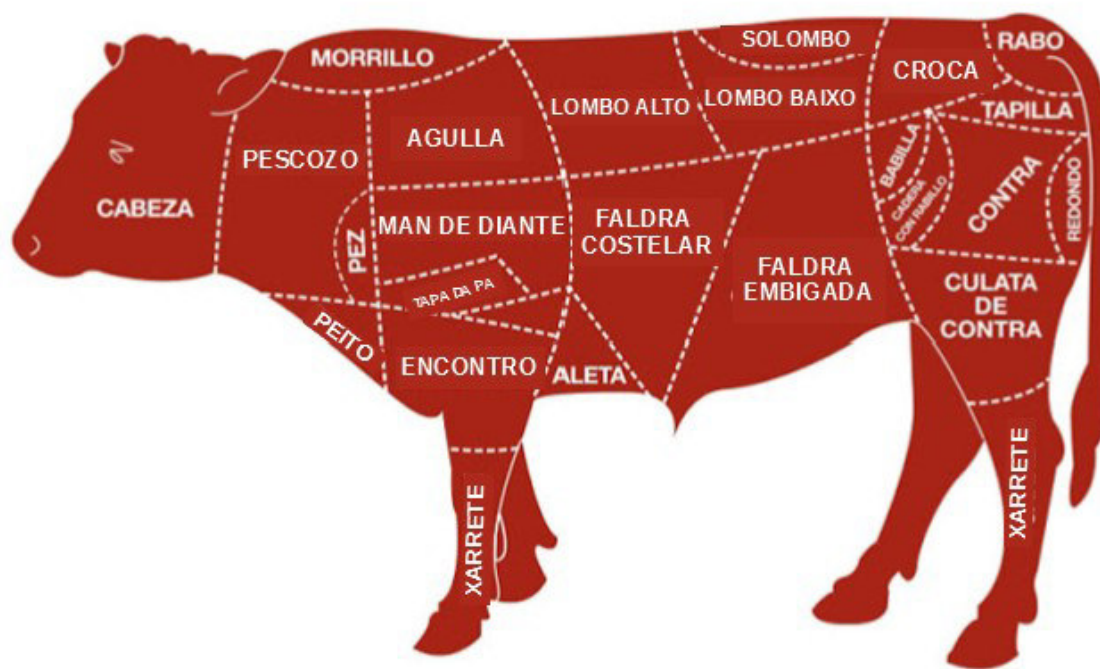 MORRILLO
SOLOMBO
RABO
CROCA
LOMBO ALTO
LOMBO BAIXO
TAPILLA
AGULLA
PESCOZO
BABILLA
CADERA
CON RABILLO
CONTRA
REDONDO
CABEZA
PEZ
MAN DE DIANTE
FALDRA
COSTELAR
FALDRA
EMBIGADA
TAPA DA PA
CULATA
DE
CONTRA
PEITO
ENCONTRO
ALETA
XARRETE
XARRETE